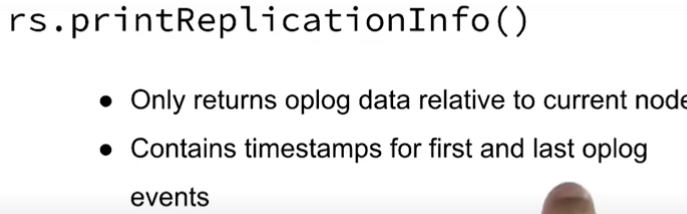 rs.printReplicationInfo()
● Only returns oplog data relative to current node
● Contains timestamps for first and last oplog
events